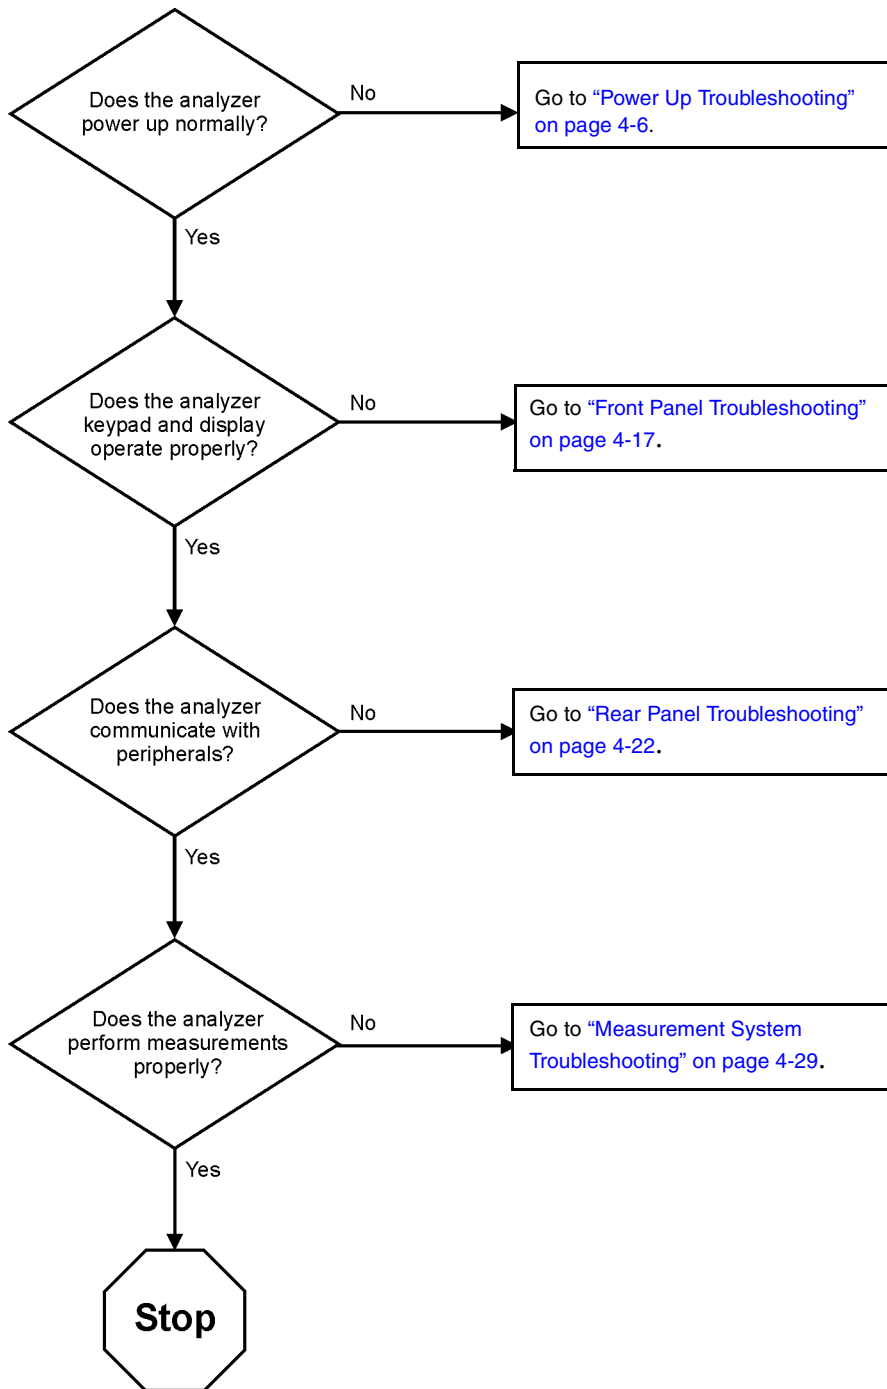 Does the analyzer
power up normally?
No
Go to “Power Up Troubleshooting”
on page 4-6.
Yes
Does the analyzer
keypad and display
operate properly?
No
Go to “Front Panel Troubleshooting”
on page 4-17.
Yes
Does the analyzer
communicate with
peripherals?
No
Go to “Rear Panel Troubleshooting”
on page 4-22.
Yes
Does the analyzer
perform measurements
properly?
No
Go to “Measurement System
Troubleshooting” on page 4-29.
Yes
Stop